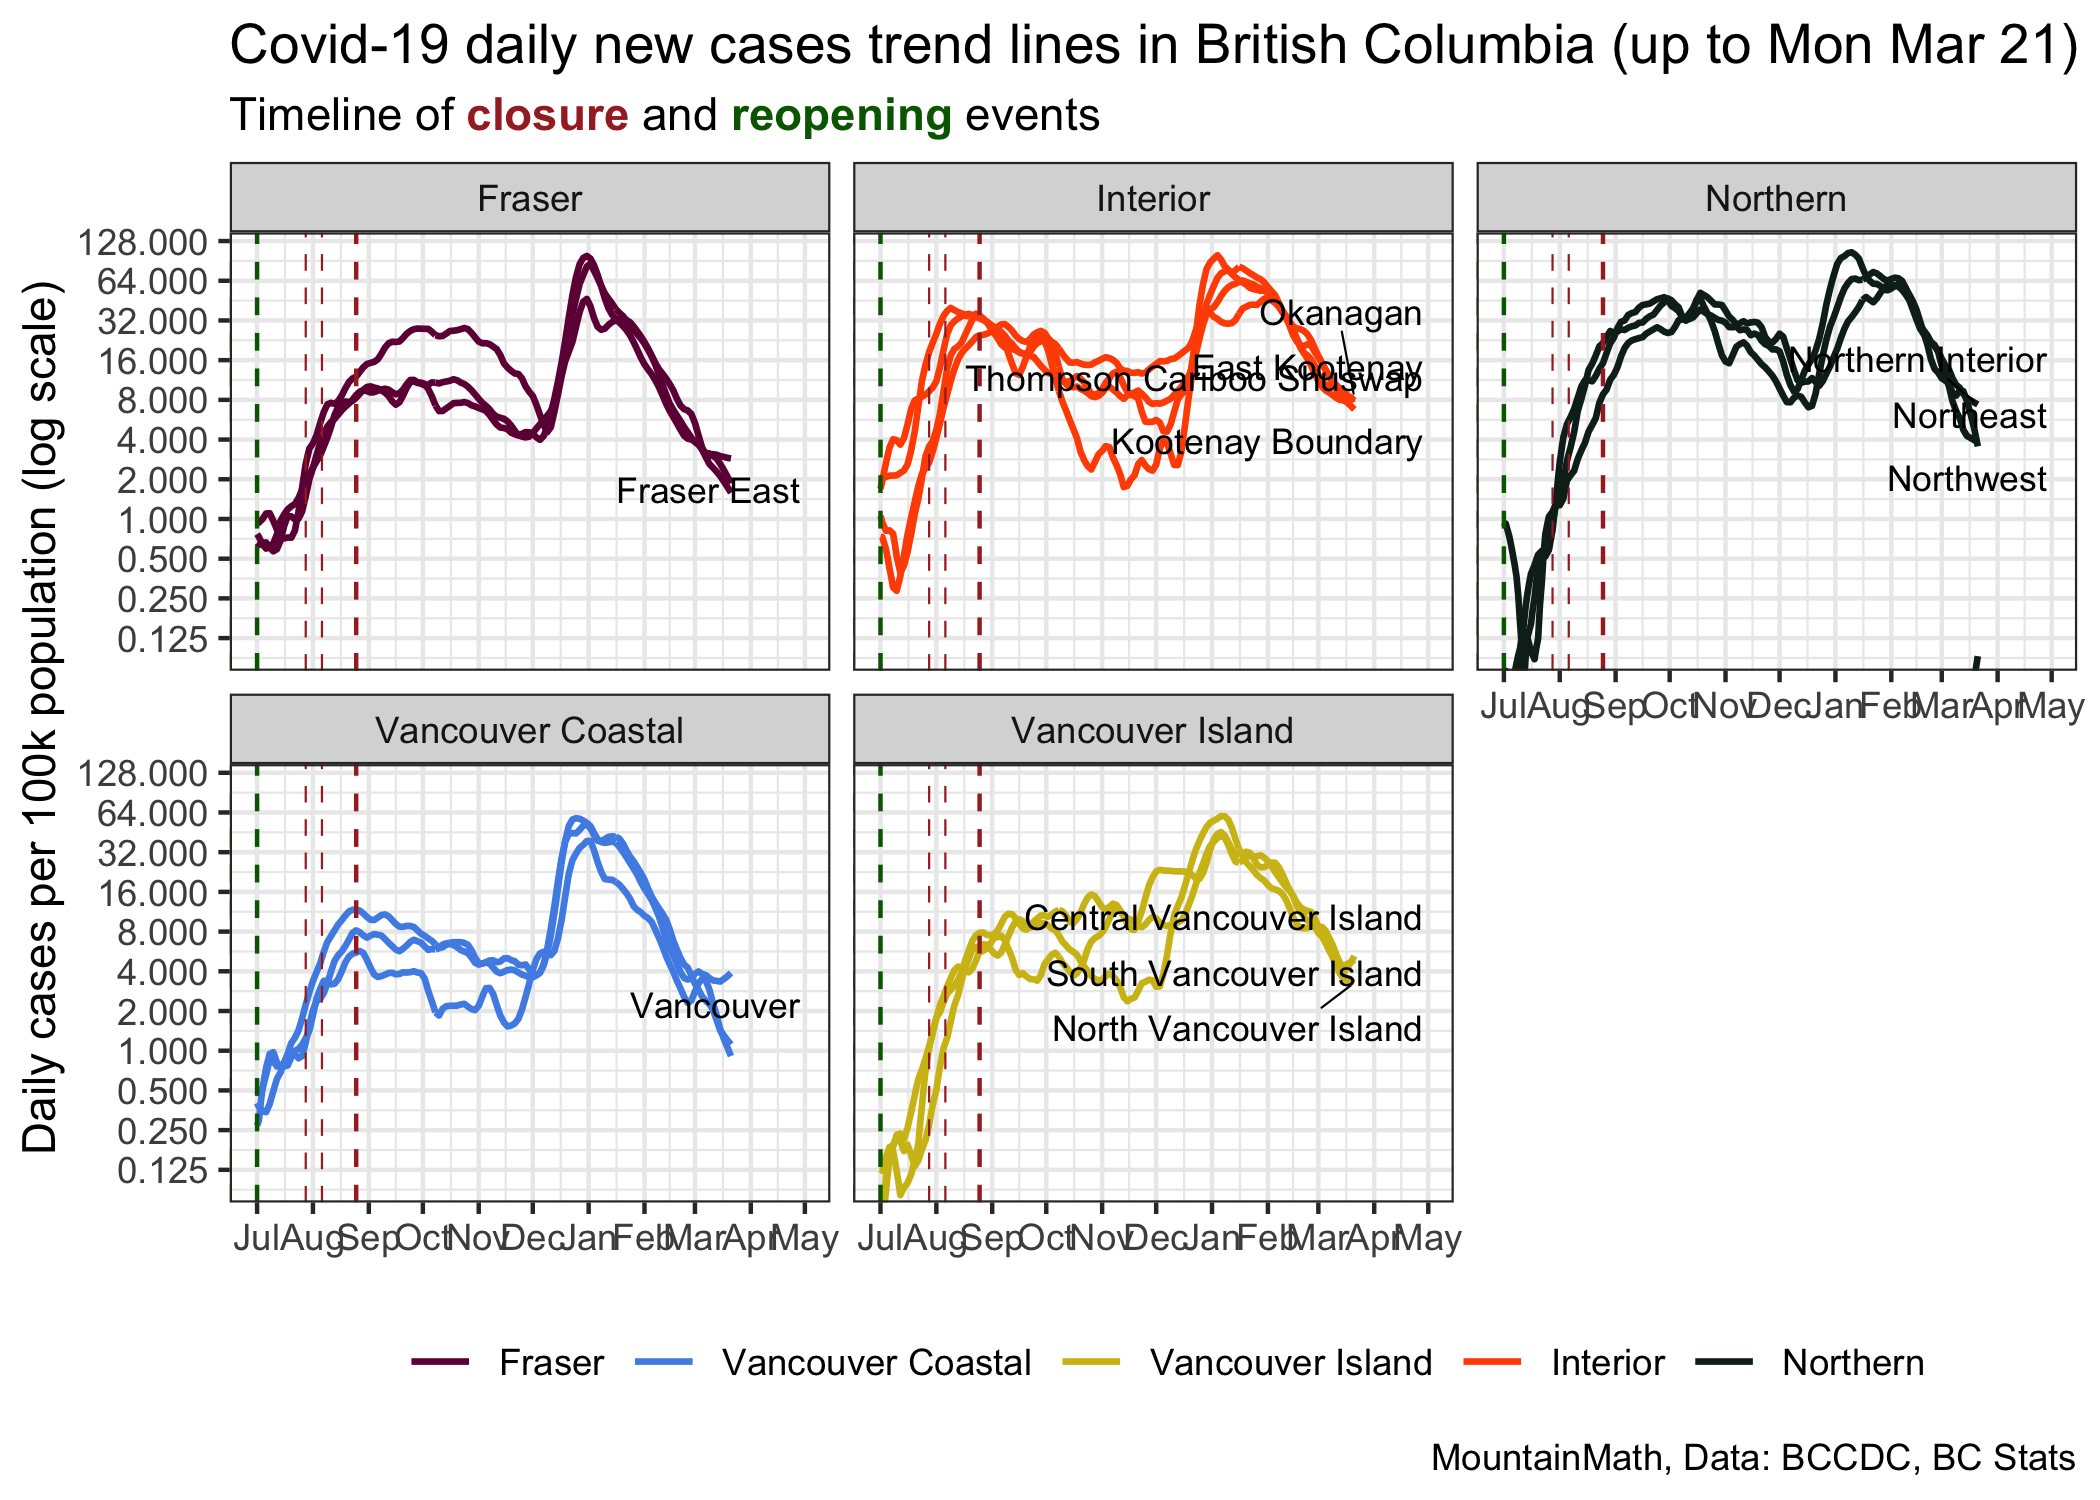 Covid-19 daily new cases trend lines in British Columbia (up to Mon Mar 21)
Timeline of closure and reopening events
Daily cases per 100k population (log scale)
Fraser
Interior
Northern
128.000
64.000
32.000
16.000
8.000
4.000
2.000
1.000
0.500
0.250
0.125
Fraser East
Okanagan
East Kootenay
Thompson Cariboo Shuswap
Kootenay Boundary
Northern Interior
Northeast
Northwest
Jul Aug Sep Oct Nov Dec Jan Feb Mar Apr May
Vancouver Coastal
Vancouver Island
128.000
64.000
32.000
16.000
8.000
4.000
2.000
1.000
0.500
0.250
0.125
Vancouver
Central Vancouver Island
South Vancouver Island
North Vancouver Island
Jul Aug Sep Oct Nov Dec Jan Feb Mar Apr May
Jul Aug Sep Oct Nov Dec Jan Feb Mar Apr May
Fraser Vancouver Coastal Vancouver Island Interior Northern
MountainMath, Data: BCCDC, BC Stats